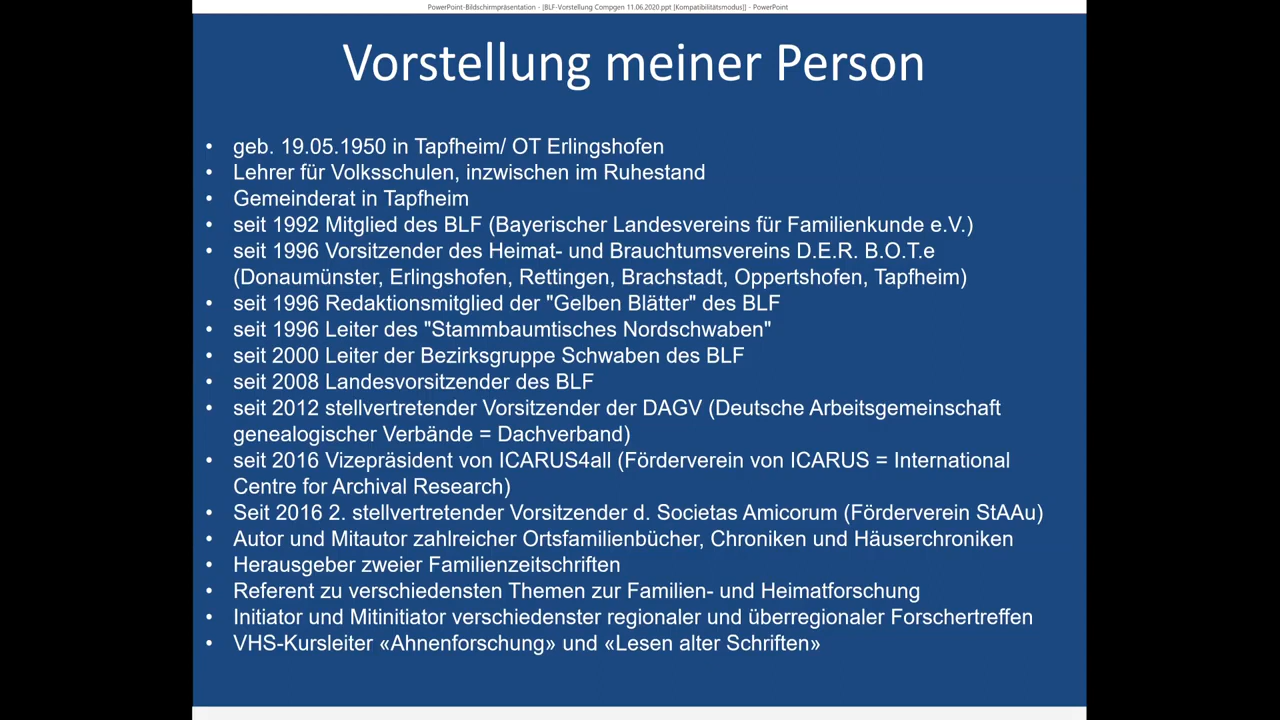 PowerPoint-Bildschirmpräsentation - [BLF-Vorstellung Compgen 11.06.2020.ppt [Kompatibilitätsmodus]] - PowerPoint
Vorstellung meiner Person
• geb. 19.05.1950 in Tapfheim/ OT Erlingshofen
• Lehrer für Volksschulen, inzwischen im Ruhestand
• Gemeinderat in Tapfheim
• seit 1992 Mitglied des BLF (Bayerischer Landesvereins für Familienkunde e.V.)
• seit 1996 Vorsitzender des Heimat- und Brauchtumsvereins D.E.R. B.O.T.e
(Donaumünster, Erlingshofen, Rettingen, Brachstadt, Oppertshofen, Tapfheim)
• seit 1996 Redaktionsmitglied der "Gelben Blätter" des BLF
• seit 1996 Leiter des "Stammbaumtisches Nordschwaben"
• seit 2000 Leiter der Bezirksgruppe Schwaben des BLF
• seit 2008 Landesvorsitzender des BLF
• seit 2012 stellvertretender Vorsitzender der DAGV (Deutsche Arbeitsgemeinschaft
genealogischer Verbände = Dachverband)
• seit 2016 Vizepräsident von ICARUS4all (Förderverein von ICARUS = International
Centre for Archival Research)
• Seit 2016 2. stellvertretender Vorsitzender d. Societas Amicorum (Förderverein StAAu)
• Autor und Mitautor zahlreicher Ortsfamilienbücher, Chroniken und Häuserchroniken
• Herausgeber zweier Familienzeitschriften
• Referent zu verschiedensten Themen zur Familien- und Heimatforschung
• Initiator und Mitinitiator verschiedenster regionaler und überregionaler Forschertreffen
• VHS-Kursleiter «Ahnenforschung» und «Lesen alter Schriften»